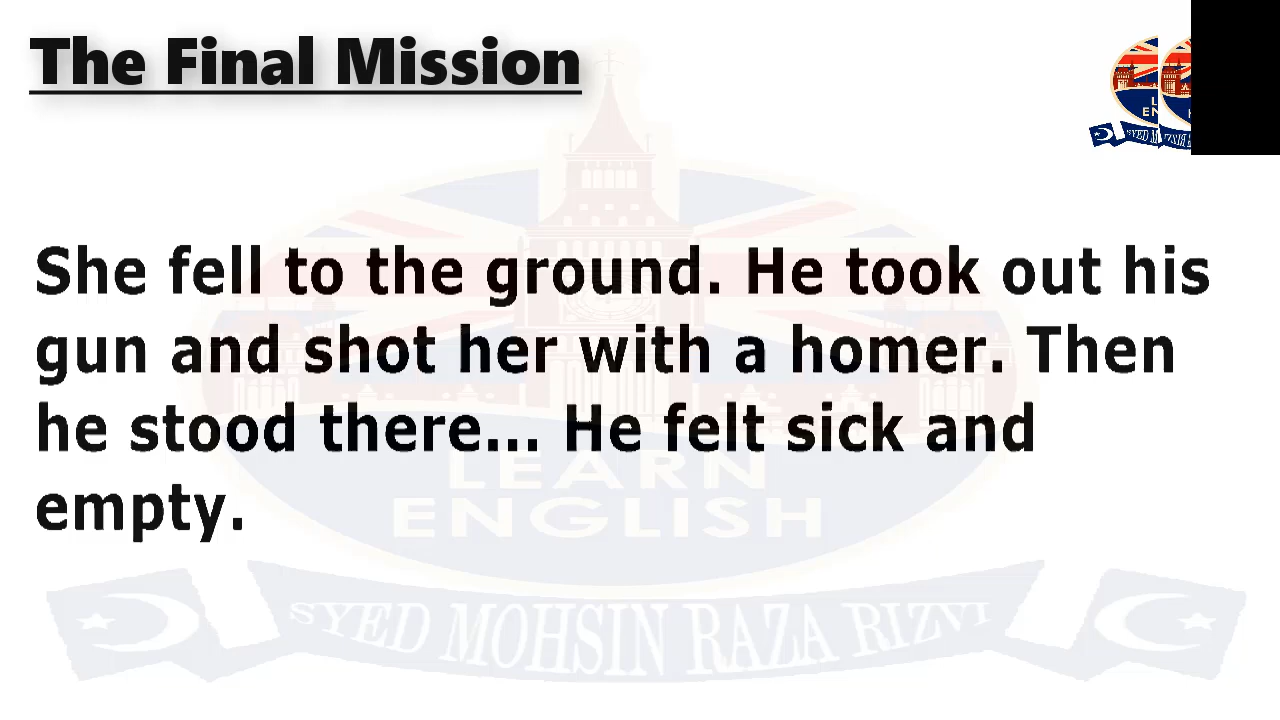 The Final Mission
She fell to the ground. He took out his
gun and shot her with a homer. Then
he stood there... He felt sick and
empty.
LEARN
ENGLISH
SYED MOHSIN RAZA RIZVI